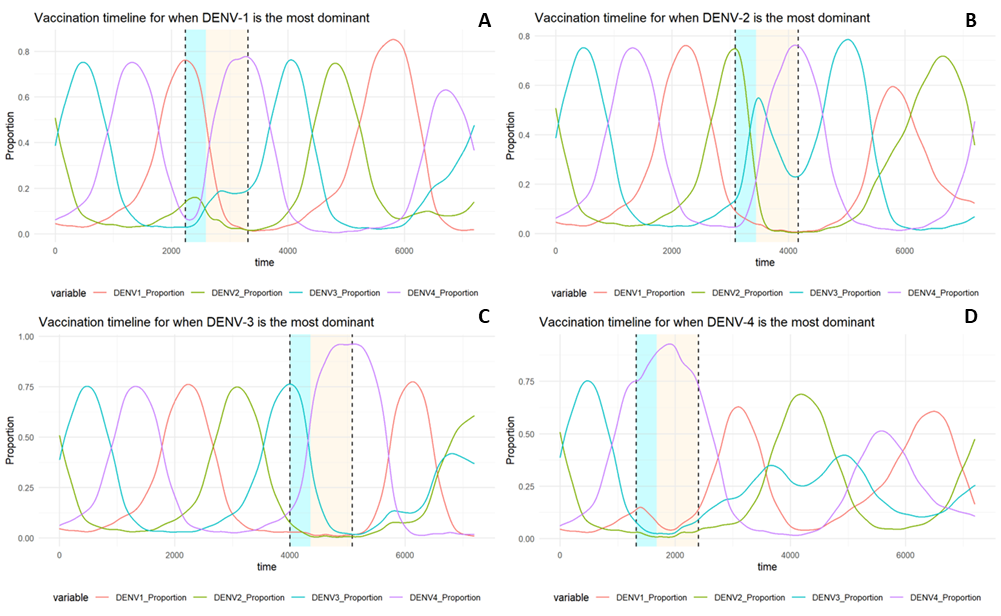 Vaccination timeline for when DENV-1 is the most dominant
A
Proportion
0.8
0.6
0.4
0.2
0.0
0 2000 4000 6000
time
variable DENV1_Proportion DENV2_Proportion DENV3_Proportion DENV4_Proportion
Vaccination timeline for when DENV-2 is the most dominant
B
Proportion
0.8
0.6
0.4
0.2
0.0
0 2000 4000 6000
time
variable DENV1_Proportion DENV2_Proportion DENV3_Proportion DENV4_Proportion
Vaccination timeline for when DENV-3 is the most dominant
C
Proportion
1.00
0.75
0.50
0.25
0.00
0 2000 4000 6000
time
variable DENV1_Proportion DENV2_Proportion DENV3_Proportion DENV4_Proportion
Vaccination timeline for when DENV-4 is the most dominant
D
Proportion
0.75
0.50
0.25
0.00
0 2000 4000 6000
time
variable DENV1_Proportion DENV2_Proportion DENV3_Proportion DENV4_Proportion